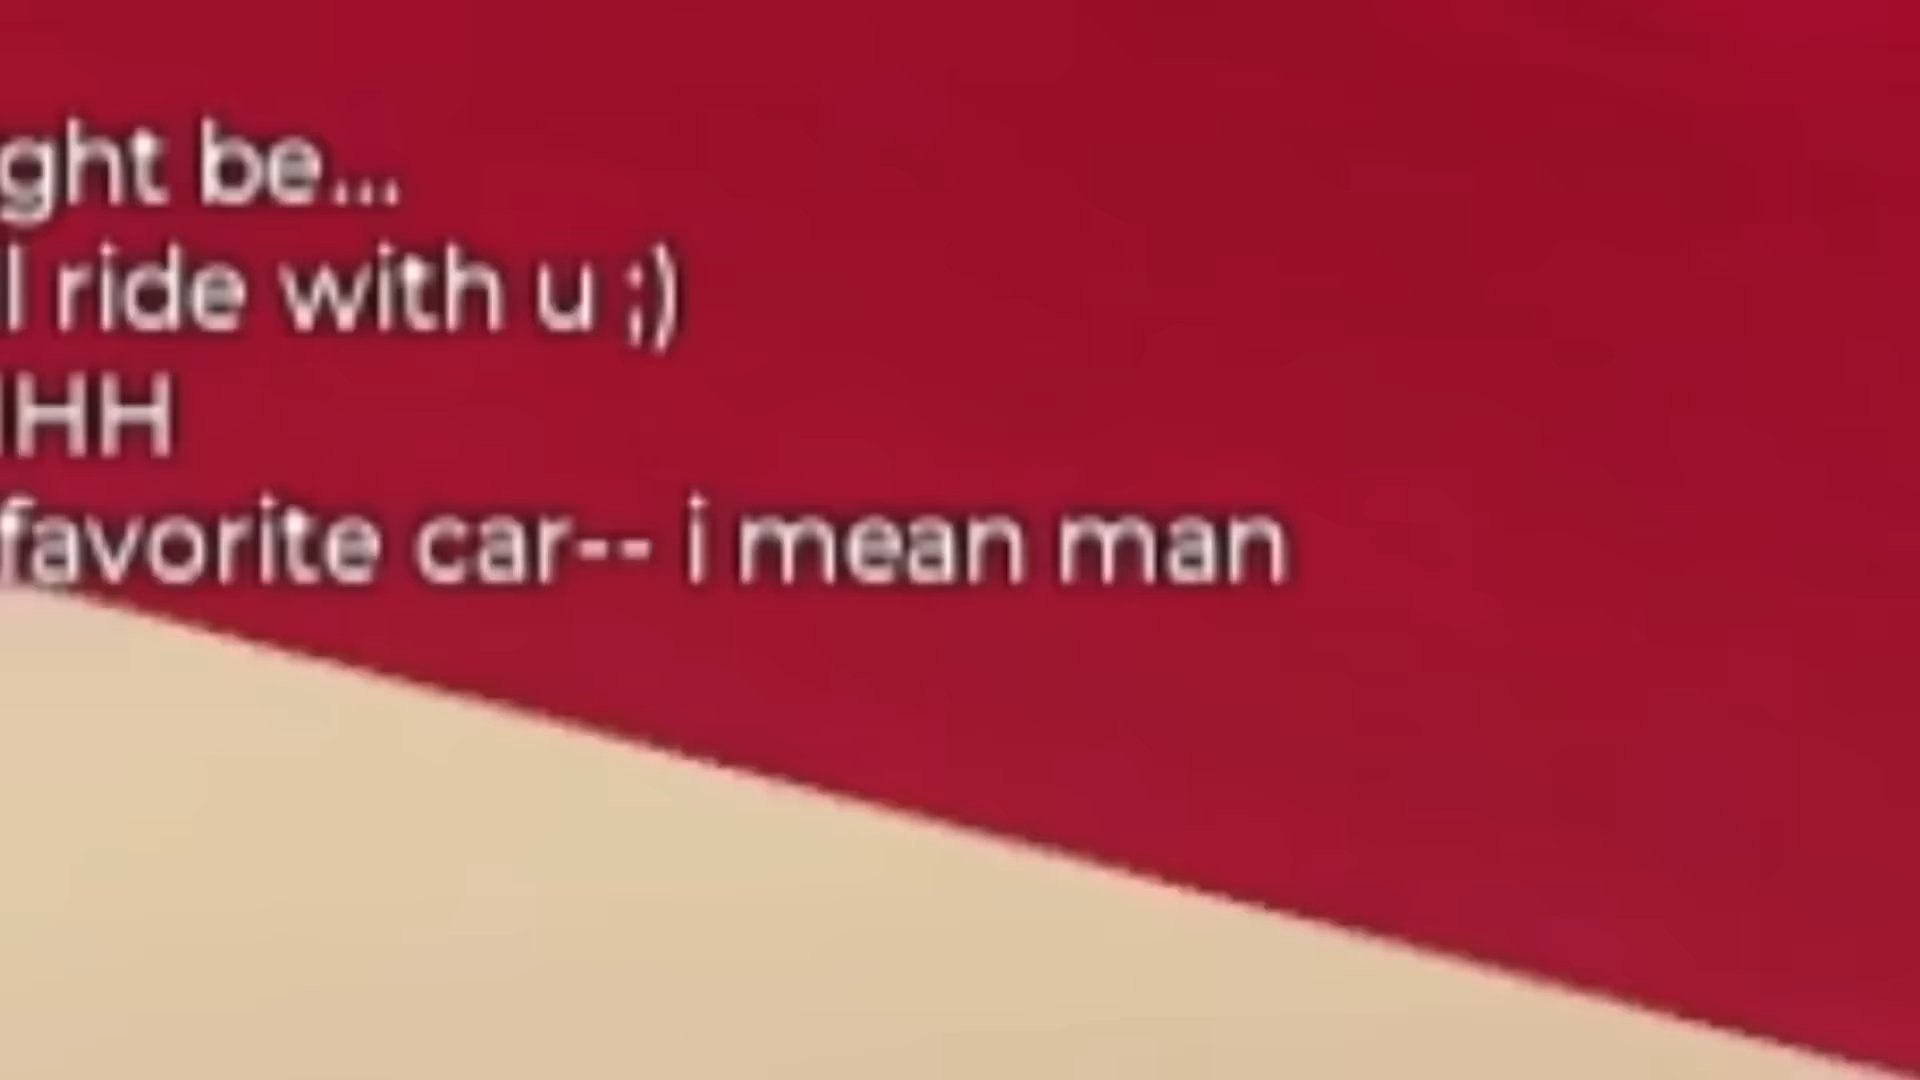 ght be...
l ride with u ;)
HH
favorite car-- i mean man